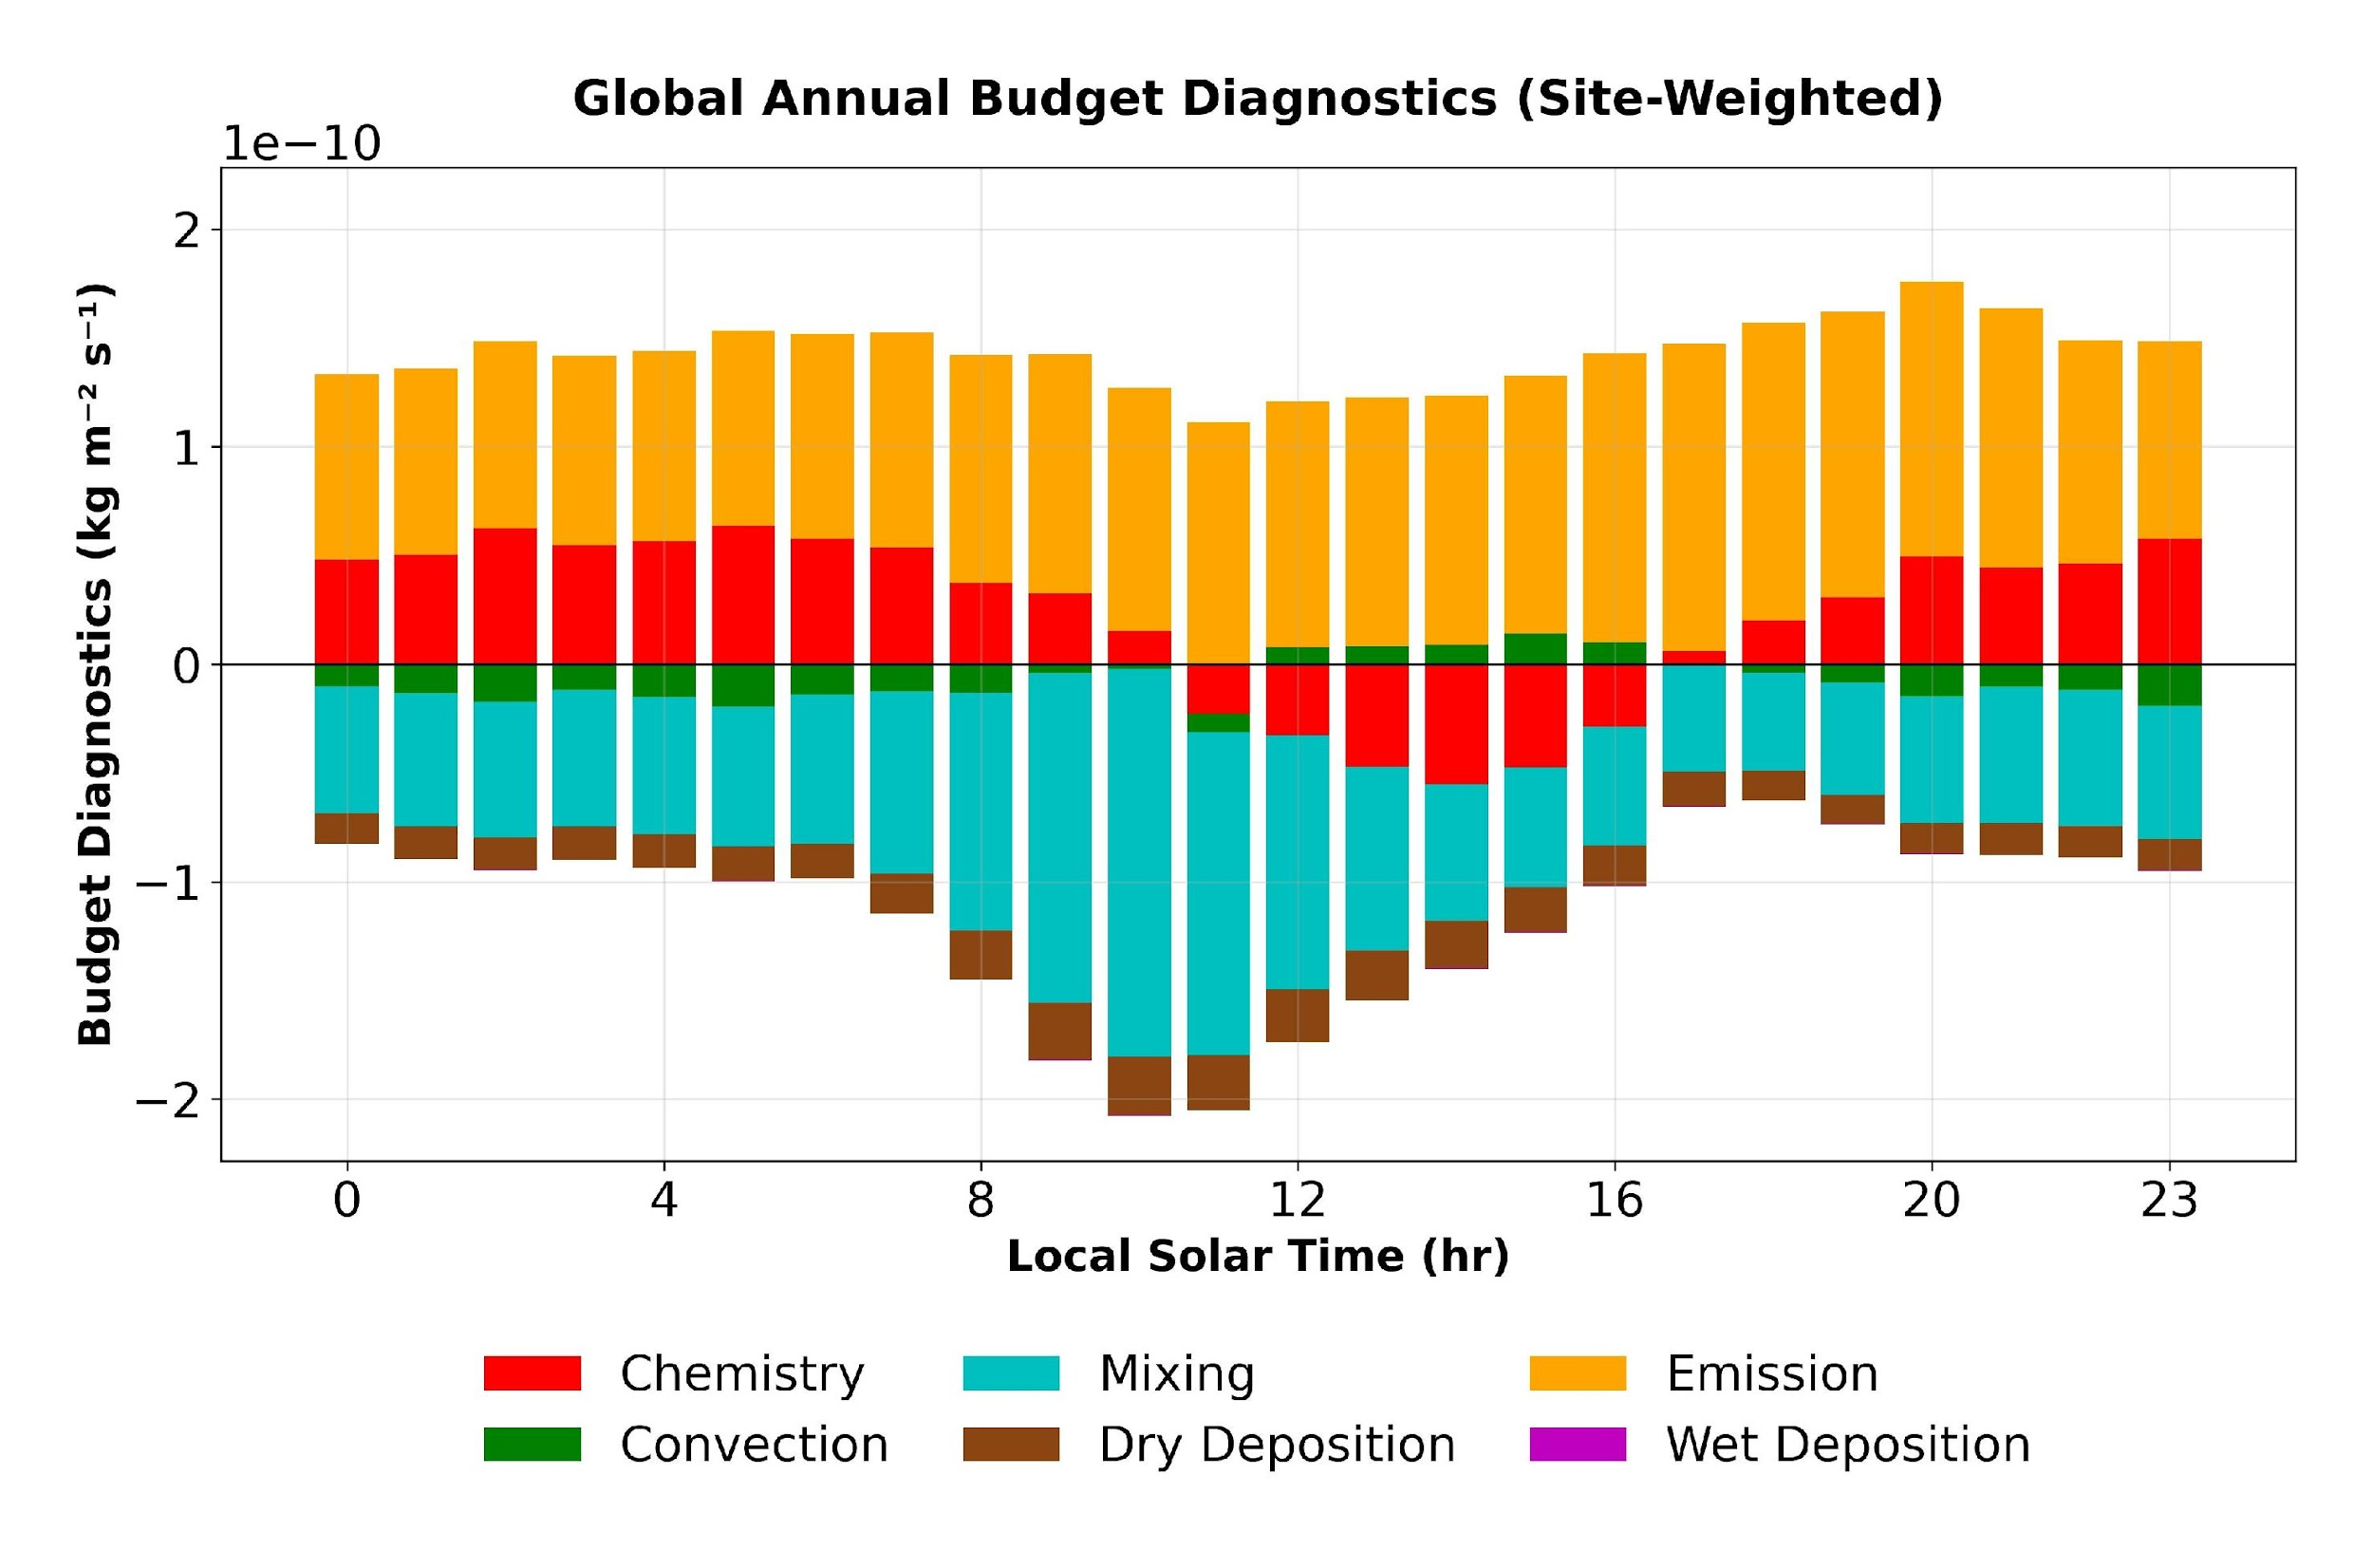 Global Annual Budget Diagnostics (Site-Weighted)
1e−10
2
1
0
−1
−2
Budget Diagnostics (kg m⁻² s⁻¹)
0 4 8 12 16 20 23
Local Solar Time (hr)
Chemistry Mixing Emission
Convection Dry Deposition Wet Deposition